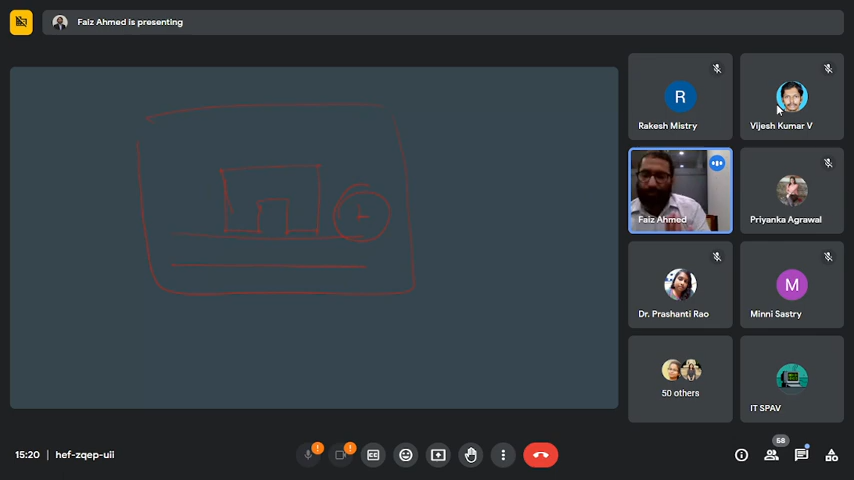 Faiz Ahmed is presenting
R
Rakesh Mistry
Vijesh Kumar V
Faiz Ahmed
Priyanka Agrawal
Dr. Prashanti Rao
M
Minni Sastry
50 others
IT SPAV
15:20 | hef-zqep-uii
58